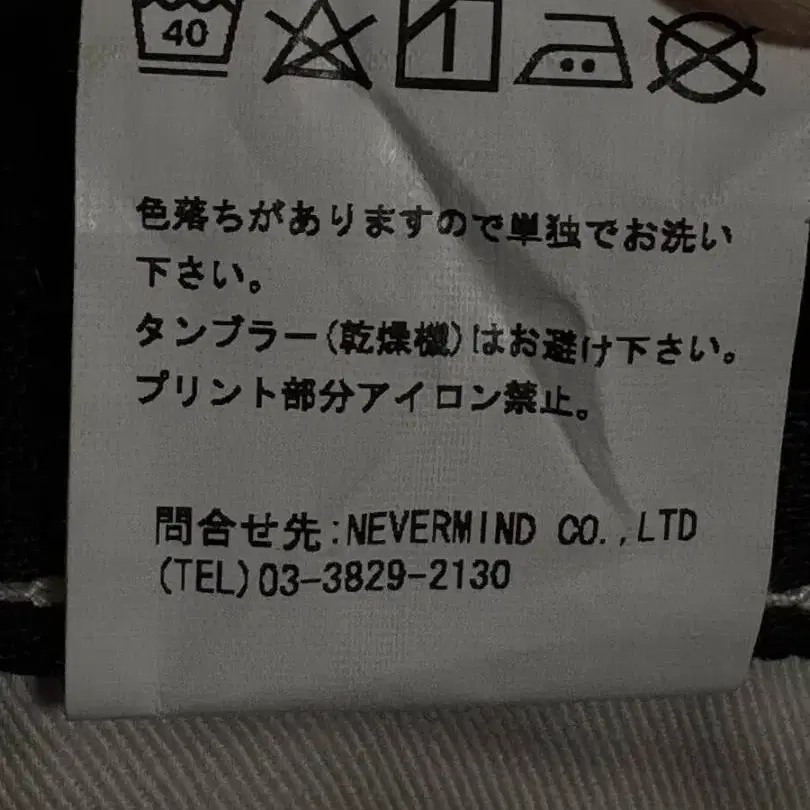 40
色落ちがありますので単独でお洗い
下さい。
タンブラー(乾燥機)はお避け下さい。
プリント部分アイロン禁止。
問合せ先:NEVERMIND CO.,LTD
(TEL)03-3829-2130